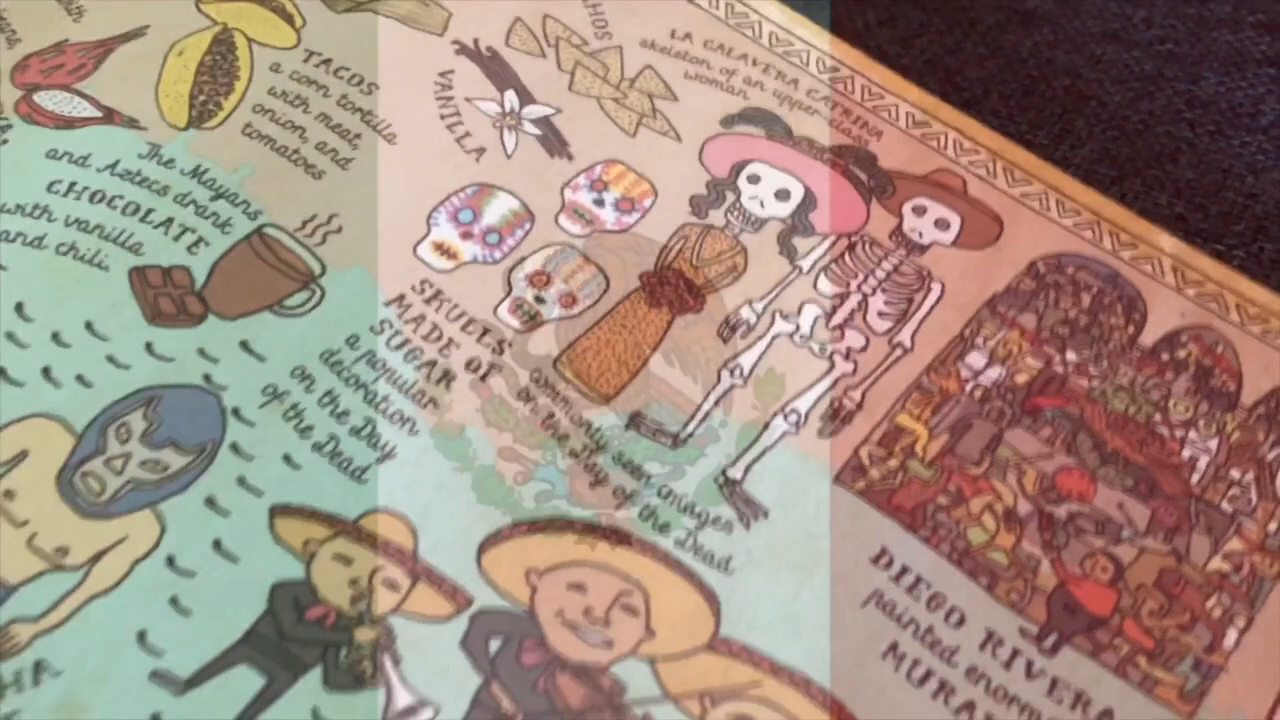 TACOS
a corn tortilla
with meat,
onion, and
tomatoes
The Mayans
and Aztecs drank
CHOCOLATE
with vanilla
and chili.
VANILLA
LA CALAVERA CATRINA
skeleton of an upper-class
woman
SKULLS
MADE OF
SUGAR
a popular
decoration
on the Day
of the Dead
commonly seen images
on the Day of the Dead
DIEGO RIVERA
painted